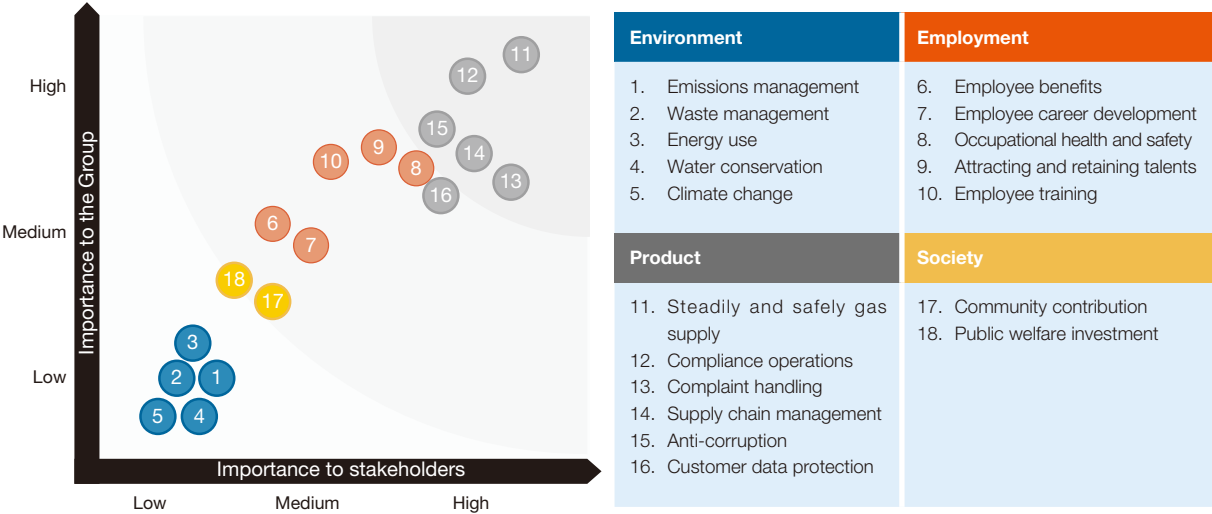 High
Medium
Low
Importance to the Group
11
12
15
14
13
16
9
10
8
6
7
18
17
3
2
1
5
4
Importance to stakeholders
Low
Medium
High
Environment
1. Emissions management
2. Waste management
3. Energy use
4. Water conservation
5. Climate change
Employment
6. Employee benefits
7. Employee career development
8. Occupational health and safety
9. Attracting and retaining talents
10. Employee training
Product
11. Steadily and safely gas
supply
12. Compliance operations
13. Complaint handling
14. Supply chain management
15. Anti-corruption
16. Customer data protection
Society
17. Community contribution
18. Public welfare investment